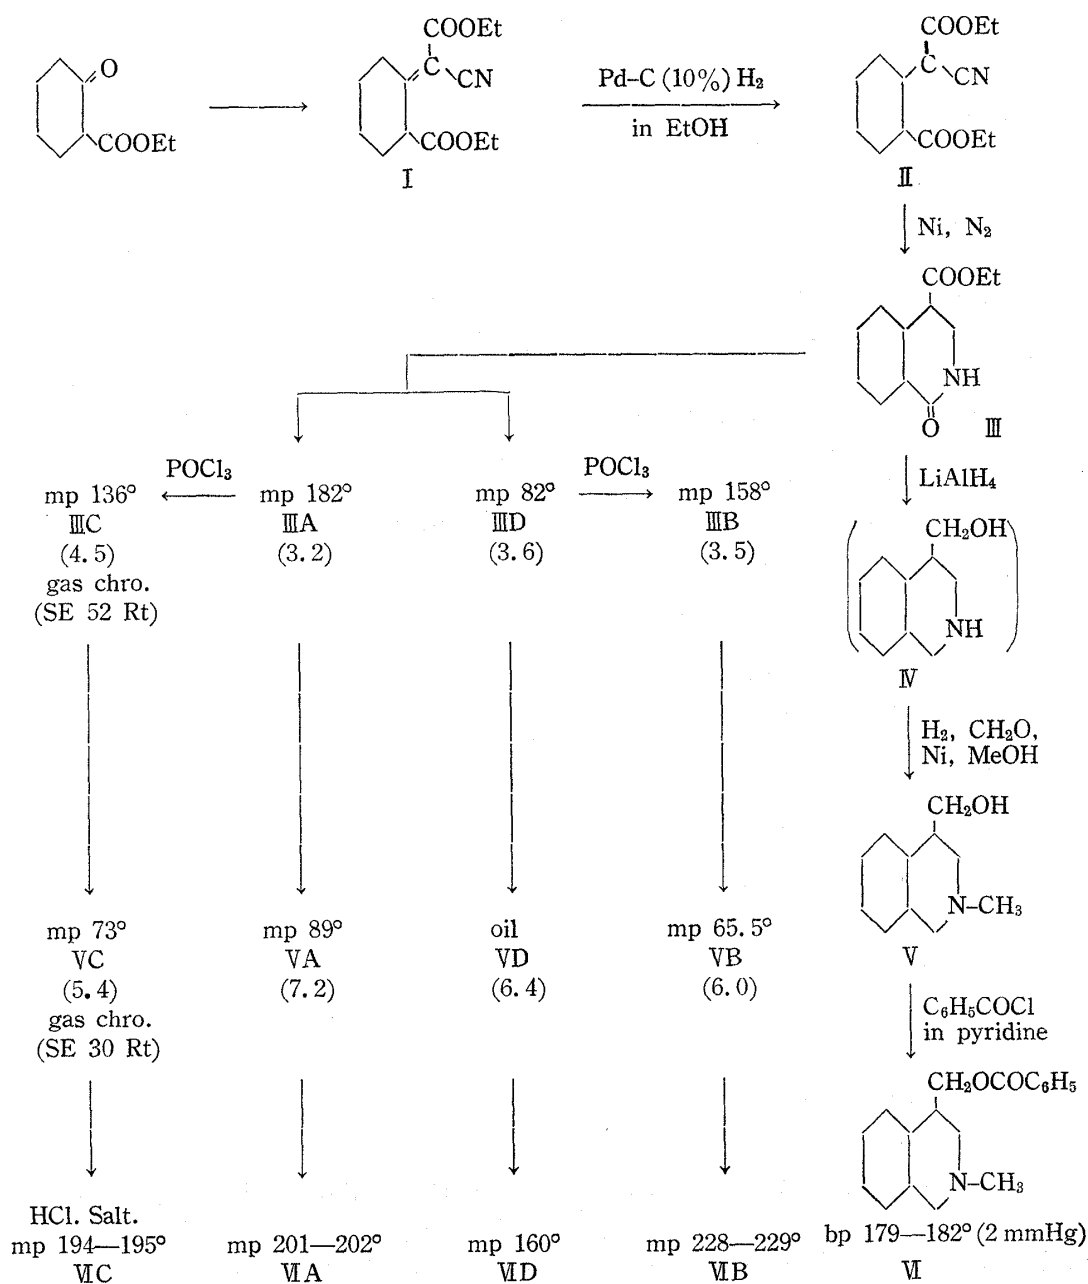 COOEt
O
C
CN
Pd–C (10%) H₂
in EtOH
COOEt
COOEt
I
COOEt
C
CN
COOEt
Ⅱ
Ni, N₂
COOEt
NH
O
Ⅲ
LiAlH₄
POCl₃
POCl₃
mp 136°
ⅢC
(4.5)
gas chro.
(SE 52 Rt)
mp 182°
ⅢA
(3.2)
mp 82°
ⅢD
(3.6)
mp 158°
ⅢB
(3.5)
CH₂OH
NH
Ⅳ
H₂, CH₂O,
Ni, MeOH
CH₂OH
N–CH₃
Ⅴ
mp 73°
ⅤC
(5.4)
gas chro.
(SE 30 Rt)
mp 89°
ⅤA
(7.2)
oil
ⅤD
(6.4)
mp 65.5°
ⅤB
(6.0)
C₆H₅COCl
in pyridine
CH₂OCOC₆H₅
N–CH₃
HCl. Salt.
mp 194—195°
ⅥC
mp 201—202°
ⅥA
mp 160°
ⅥD
mp 228—229°
ⅥB
bp 179—182° (2 mmHg)
Ⅵ